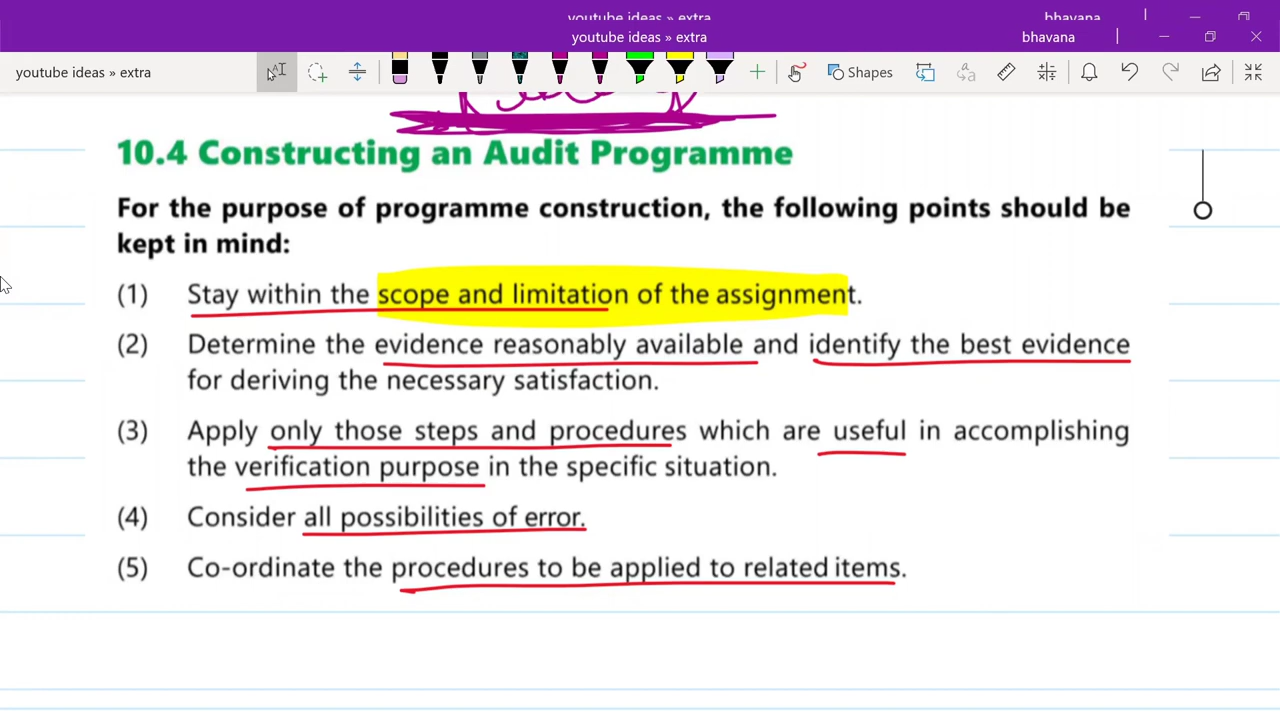 youtube ideas » extra bhavana
youtube ideas » extra bhavana
youtube ideas » extra Shapes
10.4 Constructing an Audit Programme
For the purpose of programme construction, the following points should be
kept in mind:
(1) Stay within the scope and limitation of the assignment.
(2) Determine the evidence reasonably available and identify the best evidence
for deriving the necessary satisfaction.
(3) Apply only those steps and procedures which are useful in accomplishing
the verification purpose in the specific situation.
(4) Consider all possibilities of error.
(5) Co-ordinate the procedures to be applied to related items.